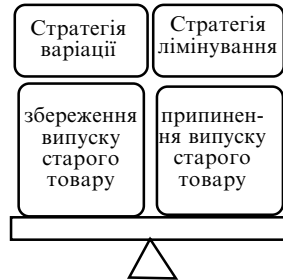 Стратегія
варіації
Стратегія
лімінування
збереження
випуску
старого
товару
припинен-
ня випуску
старого
товару